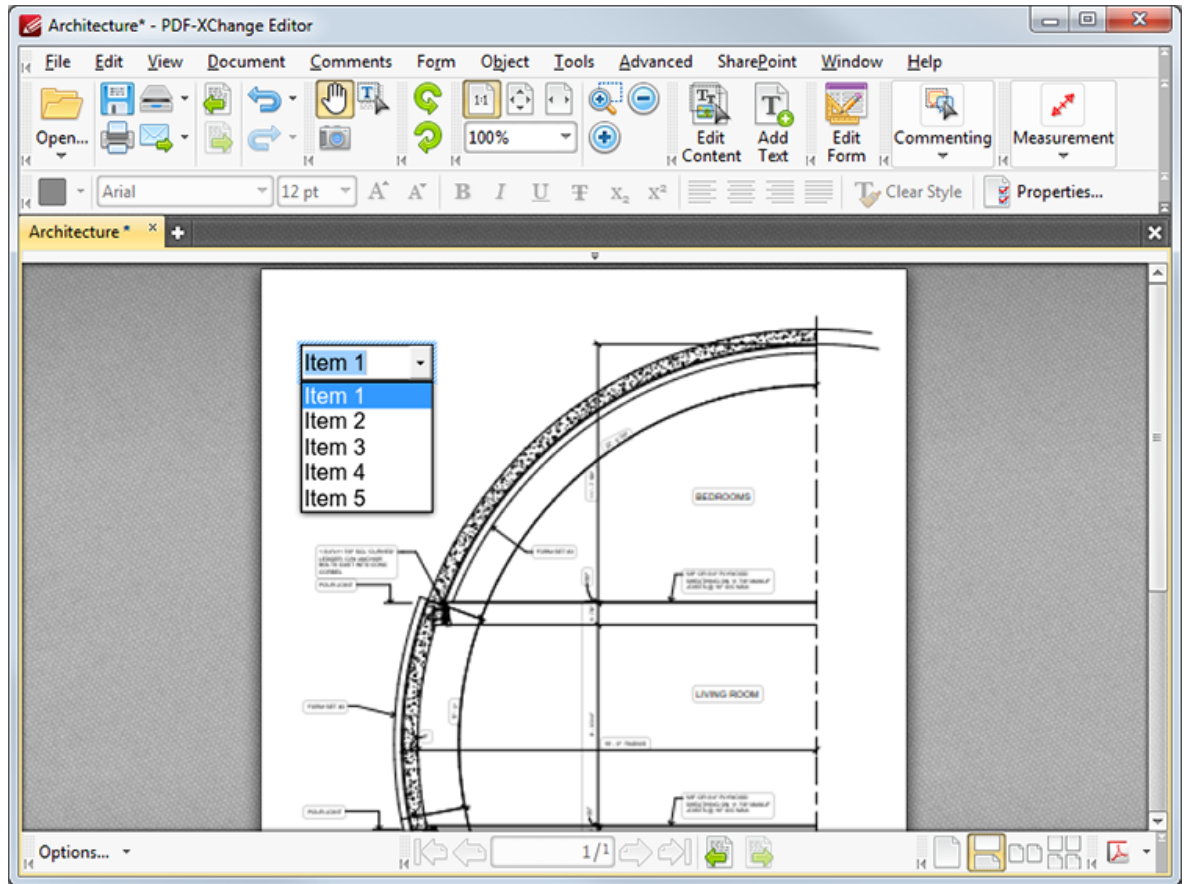 Architecture* - PDF-XChange Editor
File Edit View Document Comments Form Object Tools Advanced SharePoint Window Help
Open...
100%
Edit Content
Add Text
Edit Form
Commenting
Measurement
Arial
12 pt
B I U T X₂ X²
Clear Style
Properties...
Architecture *
Item 1
Item 1
Item 2
Item 3
Item 4
Item 5
BEDROOMS
LIVING ROOM
Options...
1/1